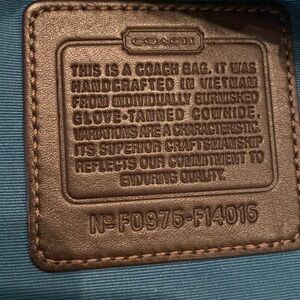 COACH
THIS IS A COACH BAG. IT WAS
HANDCRAFTED IN VIETNAM
FROM INDIVIDUALLY BURNISHED
GLOVE-TANNED COWHIDE.
VARIATIONS ARE A CHARACTERISTIC.
ITS SUPERIOR CRAFTSMANSHIP
REFLECTS OUR COMMITMENT TO
ENDURING QUALITY.
Nº F0975-F14015